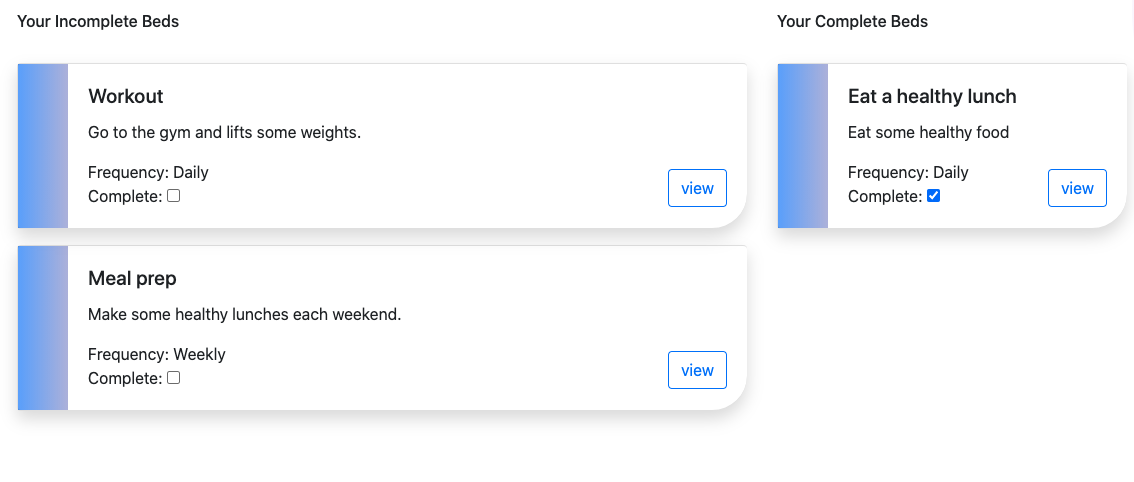 Your Incomplete Beds
Workout
Go to the gym and lifts some weights.
Frequency: Daily
Complete:
view
Meal prep
Make some healthy lunches each weekend.
Frequency: Weekly
Complete:
view
Your Complete Beds
Eat a healthy lunch
Eat some healthy food
Frequency: Daily
Complete:
view